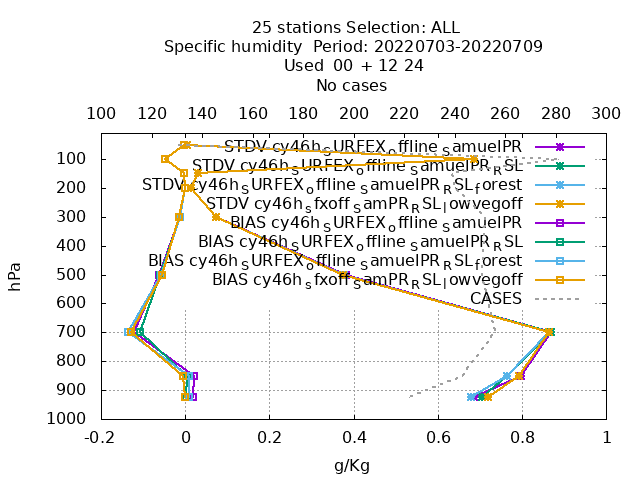 25 stations Selection: ALL
Specific humidity  Period: 20220703-20220709
Used  00 + 12 24
No cases
100 120 140 160 180 200 220 240 260 280 300
STDV cy46h_SURFEX_offline_SamuelPR
100
STDV cy46h_SURFEX_offline_SamuelPR_RSL
STDV cy46h_SURFEX_offline_SamuelPR_RSL_forest
200
STDV cy46h_sfxoff_SamPR_RSL_lowvegoff
300
BIAS cy46h_SURFEX_offline_SamuelPR
BIAS cy46h_SURFEX_offline_SamuelPR_RSL
400
BIAS cy46h_SURFEX_offline_SamuelPR_RSL_forest
500
BIAS cy46h_sfxoff_SamPR_RSL_lowvegoff
hPa
600
CASES
700
800
900
1000
-0.2 0 0.2 0.4 0.6 0.8 1
g/Kg